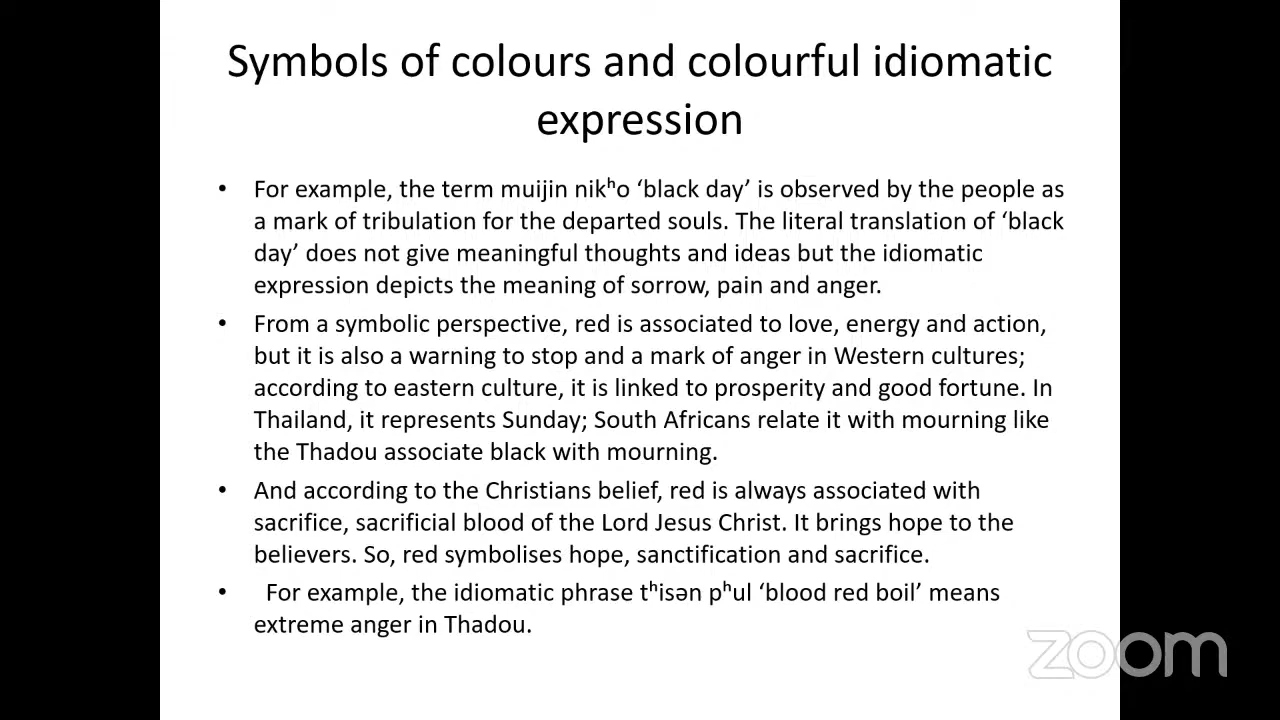 Symbols of colours and colourful idiomatic
expression
• For example, the term muijin nikʰo ‘black day’ is observed by the people as
a mark of tribulation for the departed souls. The literal translation of ‘black
day’ does not give meaningful thoughts and ideas but the idiomatic
expression depicts the meaning of sorrow, pain and anger.
• From a symbolic perspective, red is associated to love, energy and action,
but it is also a warning to stop and a mark of anger in Western cultures;
according to eastern culture, it is linked to prosperity and good fortune. In
Thailand, it represents Sunday; South Africans relate it with mourning like
the Thadou associate black with mourning.
• And according to the Christians belief, red is always associated with
sacrifice, sacrificial blood of the Lord Jesus Christ. It brings hope to the
believers. So, red symbolises hope, sanctification and sacrifice.
• For example, the idiomatic phrase tʰisən pʰul ‘blood red boil’ means
extreme anger in Thadou.
zoom